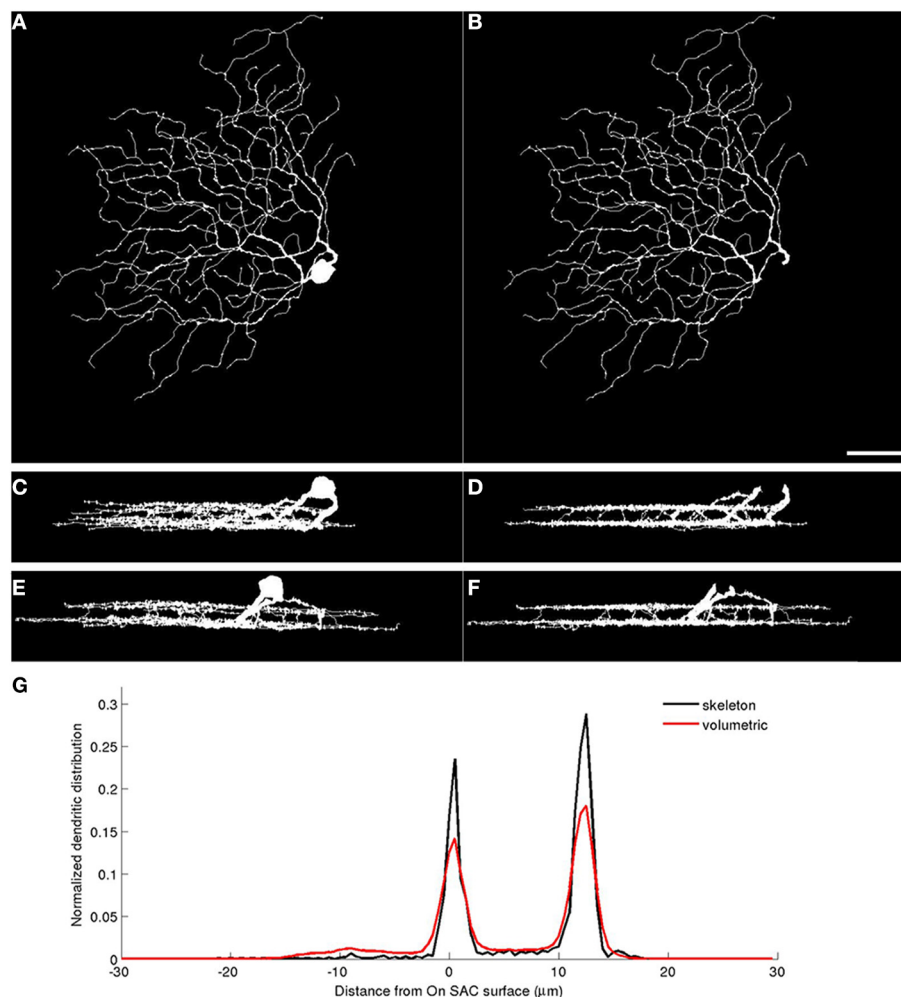 A
B
C
D
E
F
G
skeleton
volumetric
Normalized dendritic distribution
0.3
0.25
0.2
0.15
0.1
0.05
0
-30
-20
-10
0
10
20
30
Distance from On SAC surface (μm)